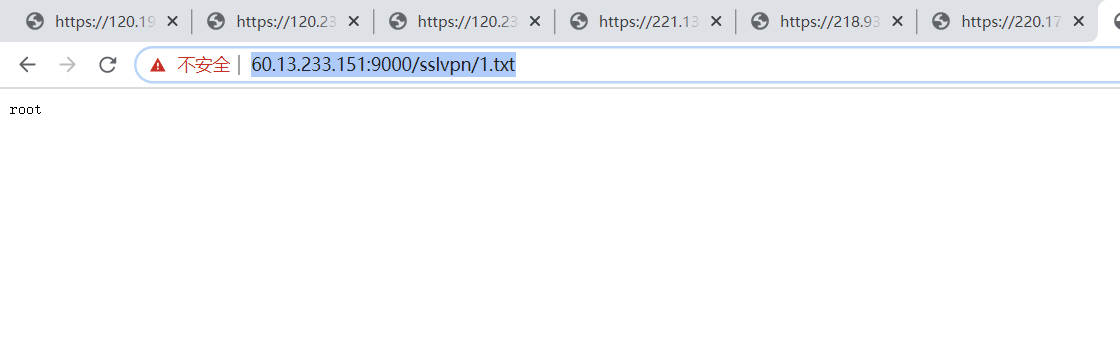 https://120.19 https://120.23 https://120.23 https://221.13 https://218.93 https://220.17
不安全 60.13.233.151:9000/sslvpn/1.txt
root